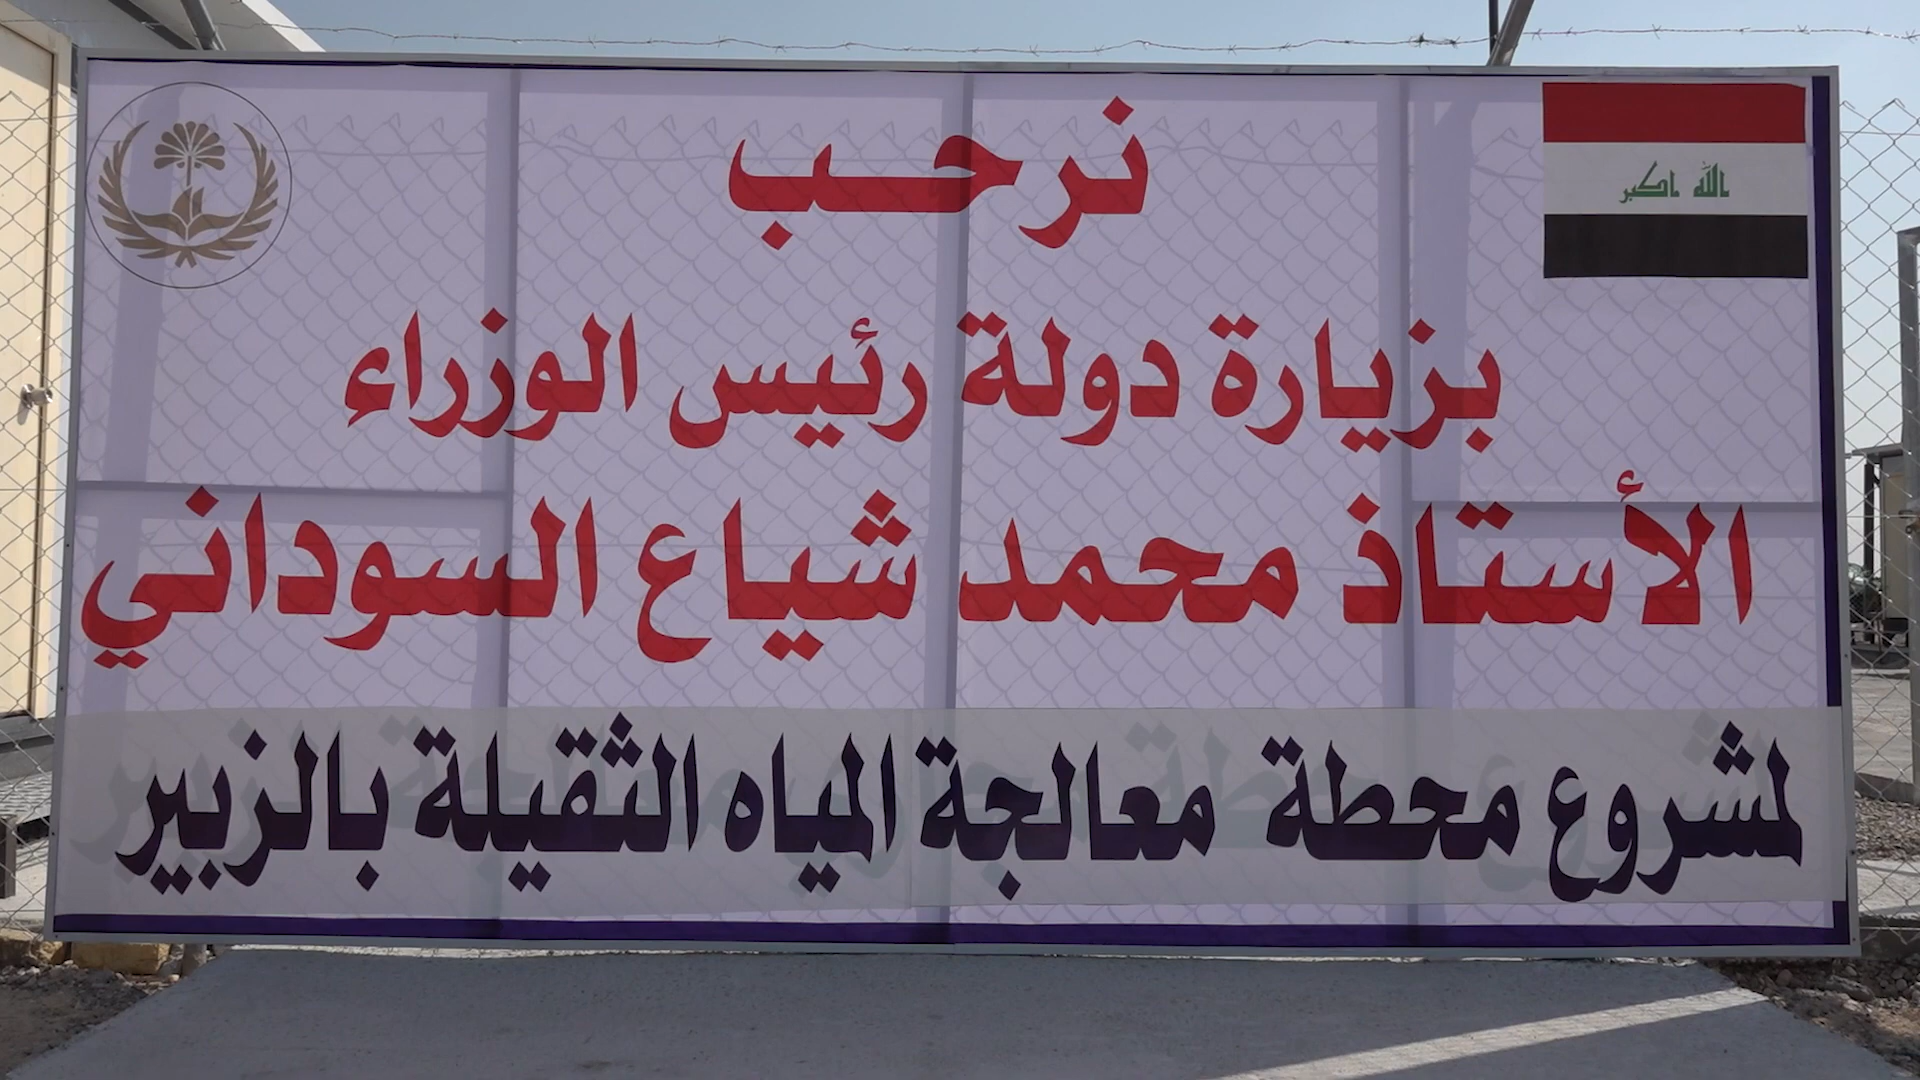 الله اكبر
نرحب
بزيارة دولة رئيس الوزراء
الأستاذ محمد شياع السوداني
لمشروع محطة معالجة المياه الثقيلة بالزبير